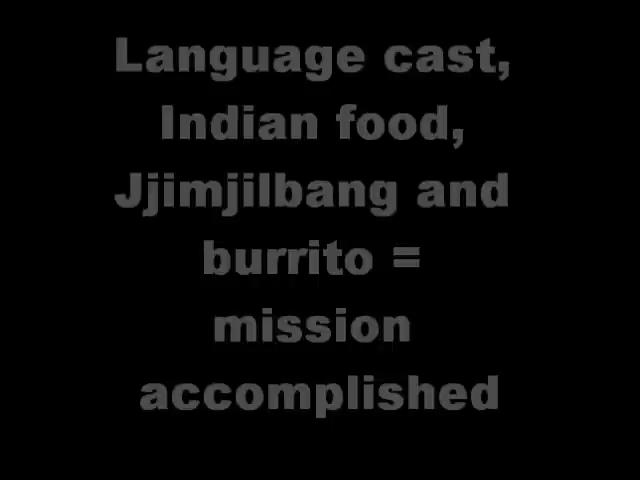 Language cast,
Indian food,
Jjimjilbang and
burrito =
mission
accomplished